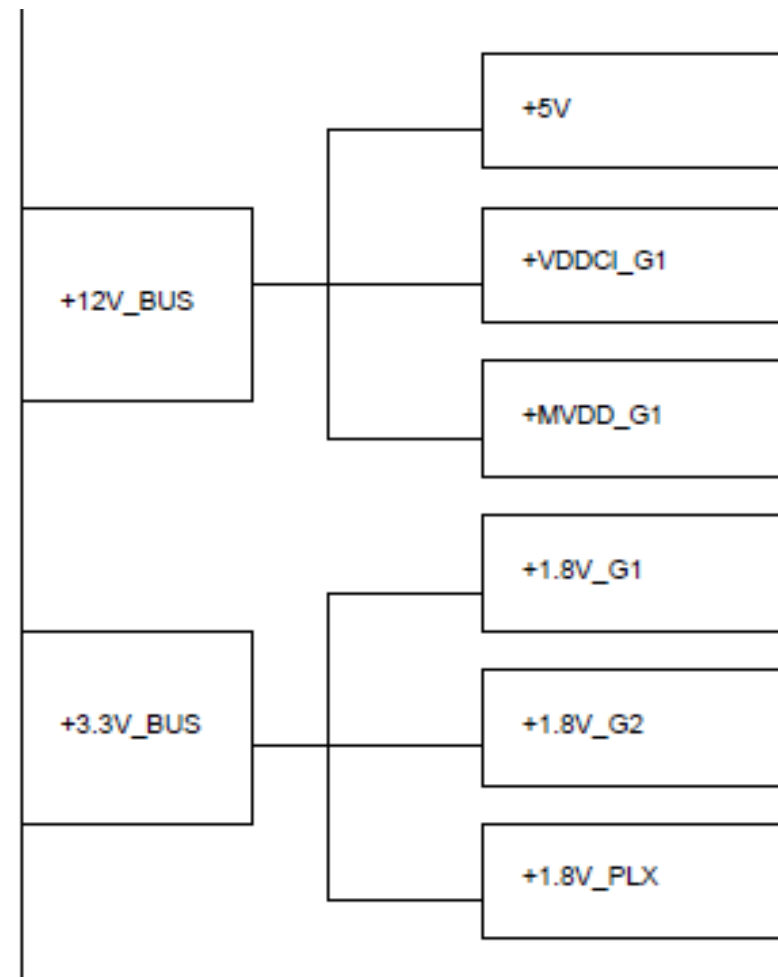 +5V
+VDDCI_G1
+12V_BUS
+MVDD_G1
+1.8V_G1
+3.3V_BUS
+1.8V_G2
+1.8V_PLX